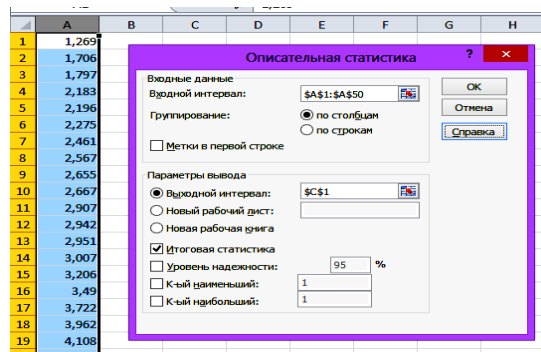 A B C D E F G H
1 1,269
2 1,706
3 1,797
4 2,183
5 2,196
6 2,275
7 2,461
8 2,567
9 2,655
10 2,667
11 2,907
12 2,942
13 2,951
14 3,007
15 3,206
16 3,49
17 3,722
18 3,962
19 4,108
Описательная статистика ? ×
Входные данные
Входной интервал: $A$1:$A$50
Группирование: по столбцам
по строкам
Метки в первой строке
ОК
Отмена
Справка
Параметры вывода
Выходной интервал: $C$1
Новый рабочий лист:
Новая рабочая книга
Итоговая статистика
Уровень надежности: 95 %
К-ый наименьший: 1
К-ый наибольший: 1